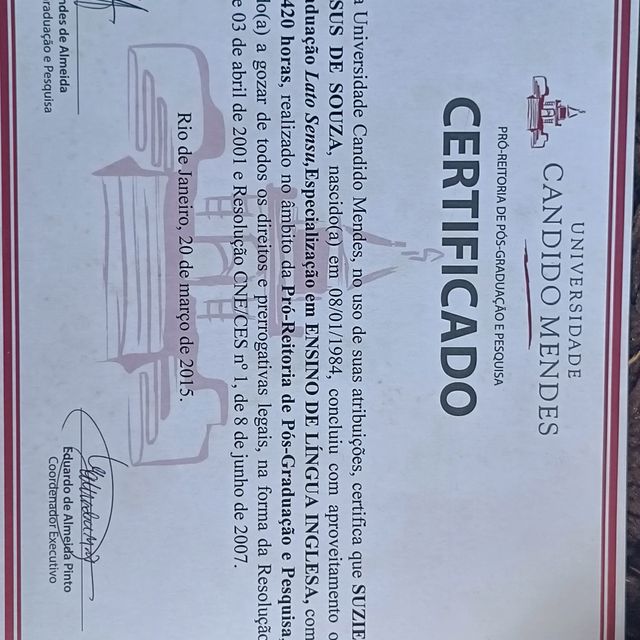 UNIVERSIDADE
CANDIDO MENDES
PRÓ-REITORIA DE PÓS-GRADUAÇÃO E PESQUISA
CERTIFICADO
a Universidade Candido Mendes, no uso de suas atribuições, certifica que SUZIE
SUS DE SOUZA, nascido(a) em 08/01/1984, concluiu com aproveitamento o
aduação Lato Sensu,Especialização em ENSINO DE LÍNGUA INGLESA, com
420 horas, realizado no âmbito da Pró-Reitoria de Pós-Graduação e Pesquisa,
do(a) a gozar de todos os direitos e prerrogativas legais, na forma da Resolução
e 03 de abril de 2001 e Resolução CNE/CES nº 1, de 8 de junho de 2007.
Rio de Janeiro, 20 de março de 2015.
ndes de Almeida
raduação e Pesquisa
Eduardo de Almeida Pinto
Coordenador Executivo